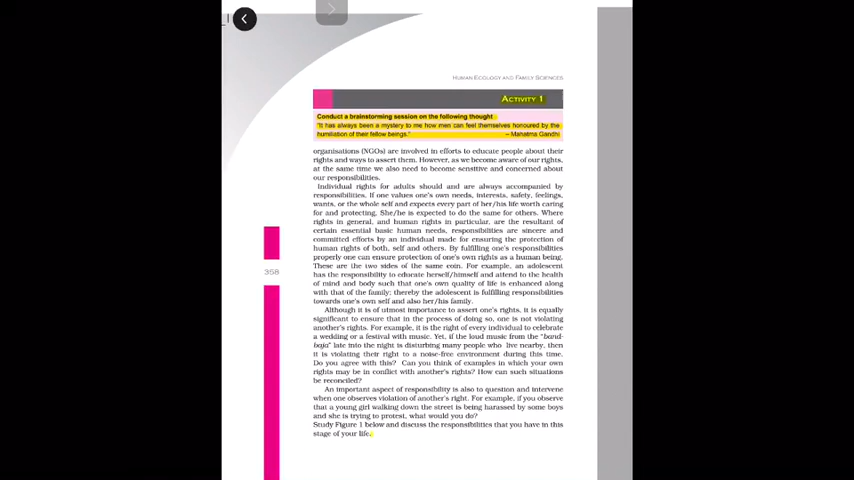 HUMAN ECOLOGY AND FAMILY SCIENCES
ACTIVITY 1
Conduct a brainstorming session on the following thought
"It has always been a mystery to me how men can feel themselves honoured by the
humiliation of their fellow beings." – Mahatma Gandhi
organisations (NGOs) are involved in efforts to educate people about their
rights and ways to assert them. However, as we become aware of our rights,
at the same time we also need to become sensitive and concerned about
our responsibilities.
Individual rights for adults should and are always accompanied by
responsibilities. If one values one's own needs, interests, safety, feelings,
wants, or the whole self and expects every part of her/his life worth caring
for and protecting, She/he is expected to do the same for others. Where
rights in general, and human rights in particular, are the resultant of
certain essential basic human needs, responsibilities are sincere and
committed efforts by an individual made for ensuring the protection of
human rights of both, self and others. By fulfilling one's responsibilities
properly one can ensure protection of one's own rights as a human being.
These are the two sides of the same coin. For example, an adolescent
has the responsibility to educate herself/himself and attend to the health
of mind and body such that one's own quality of life is enhanced along
with that of the family; thereby the adolescent is fulfilling responsibilities
towards one's own self and also her/his family.
Although it is of utmost importance to assert one's rights, it is equally
significant to ensure that in the process of doing so, one is not violating
another's rights. For example, it is the right of every individual to celebrate
a wedding or a festival with music. Yet, if the loud music from the "band-
baja" late into the night is disturbing many people who live nearby, then
it is violating their right to a noise-free environment during this time.
Do you agree with this? Can you think of examples in which your own
rights may be in conflict with another's rights? How can such situations
be reconciled?
An important aspect of responsibility is also to question and intervene
when one observes violation of another's right. For example, if you observe
that a young girl walking down the street is being harassed by some boys
and she is trying to protest, what would you do?
Study Figure 1 below and discuss the responsibilities that you have in this
stage of your life.
358